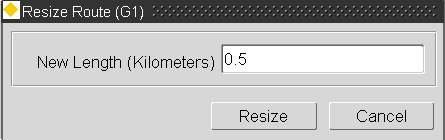 Resize Route (G1)
New Length (Kilometers) 0.5
Resize Cancel